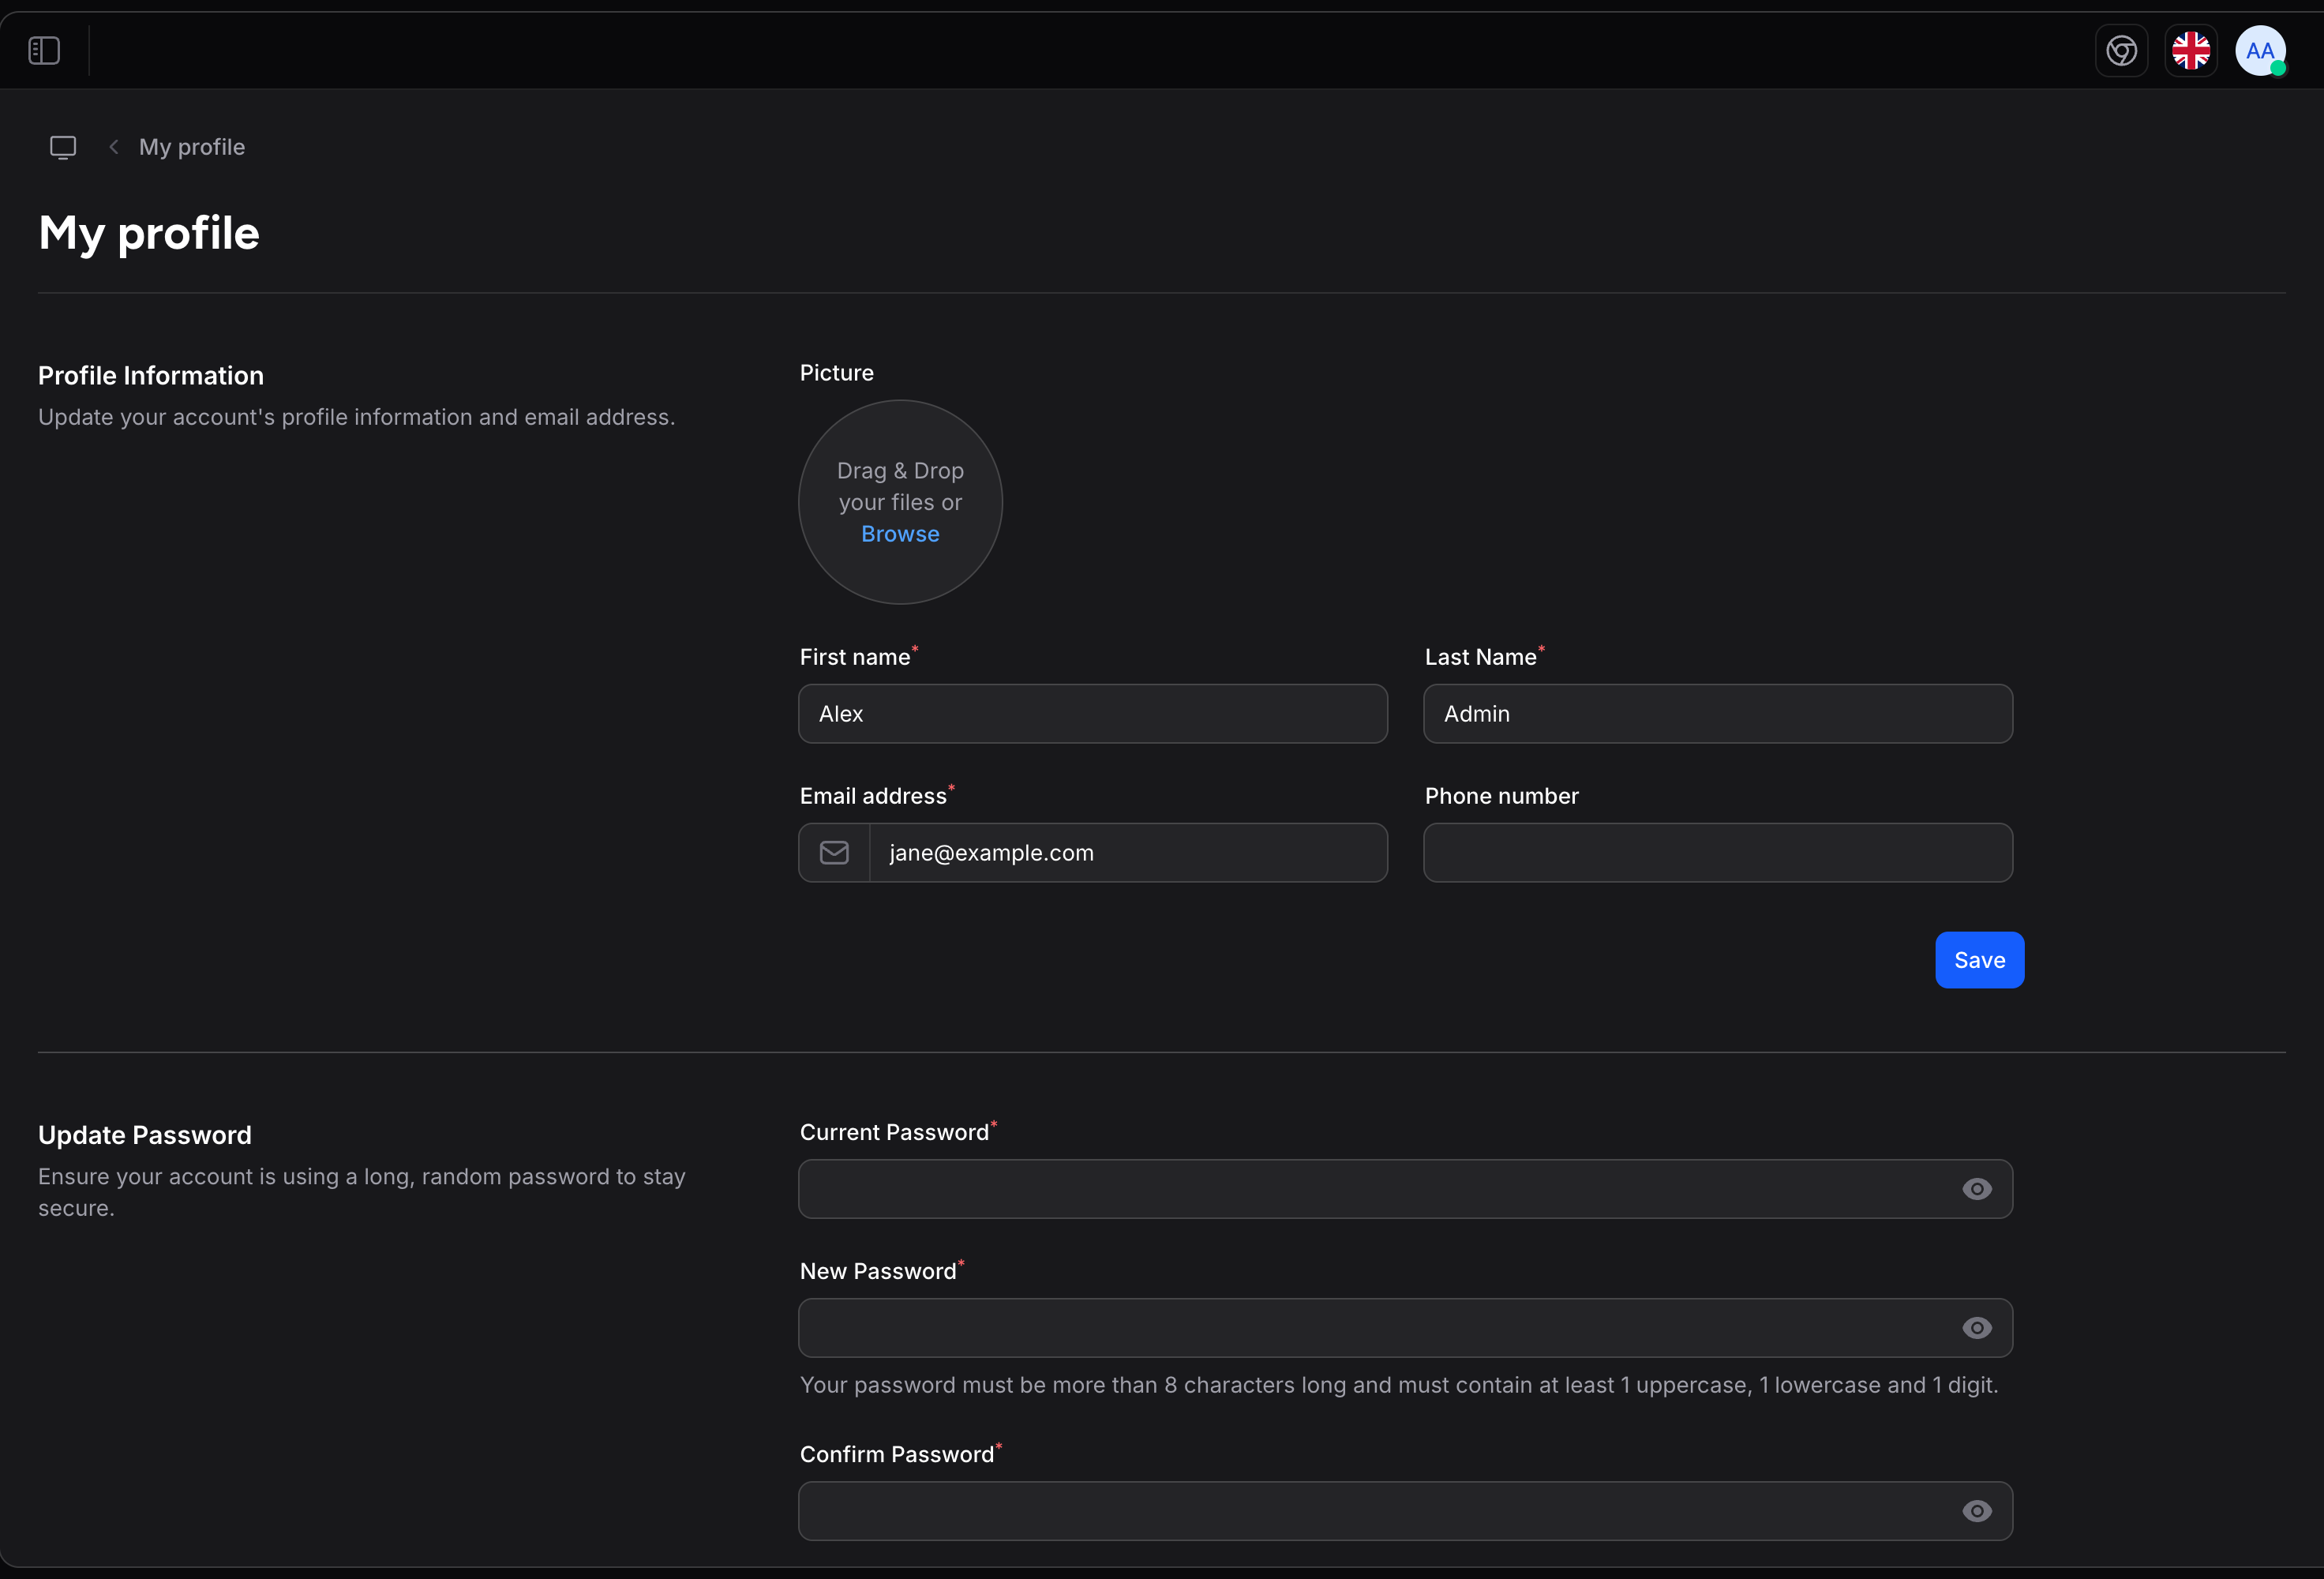 AA
My profile
My profile
Profile Information
Update your account's profile information and email address.
Picture
Drag & Drop
your files or
Browse
First name*
Last Name*
Alex
Admin
Email address*
Phone number
jane@example.com
Save
Update Password
Ensure your account is using a long, random password to stay
secure.
Current Password*
New Password*
Your password must be more than 8 characters long and must contain at least 1 uppercase, 1 lowercase and 1 digit.
Confirm Password*